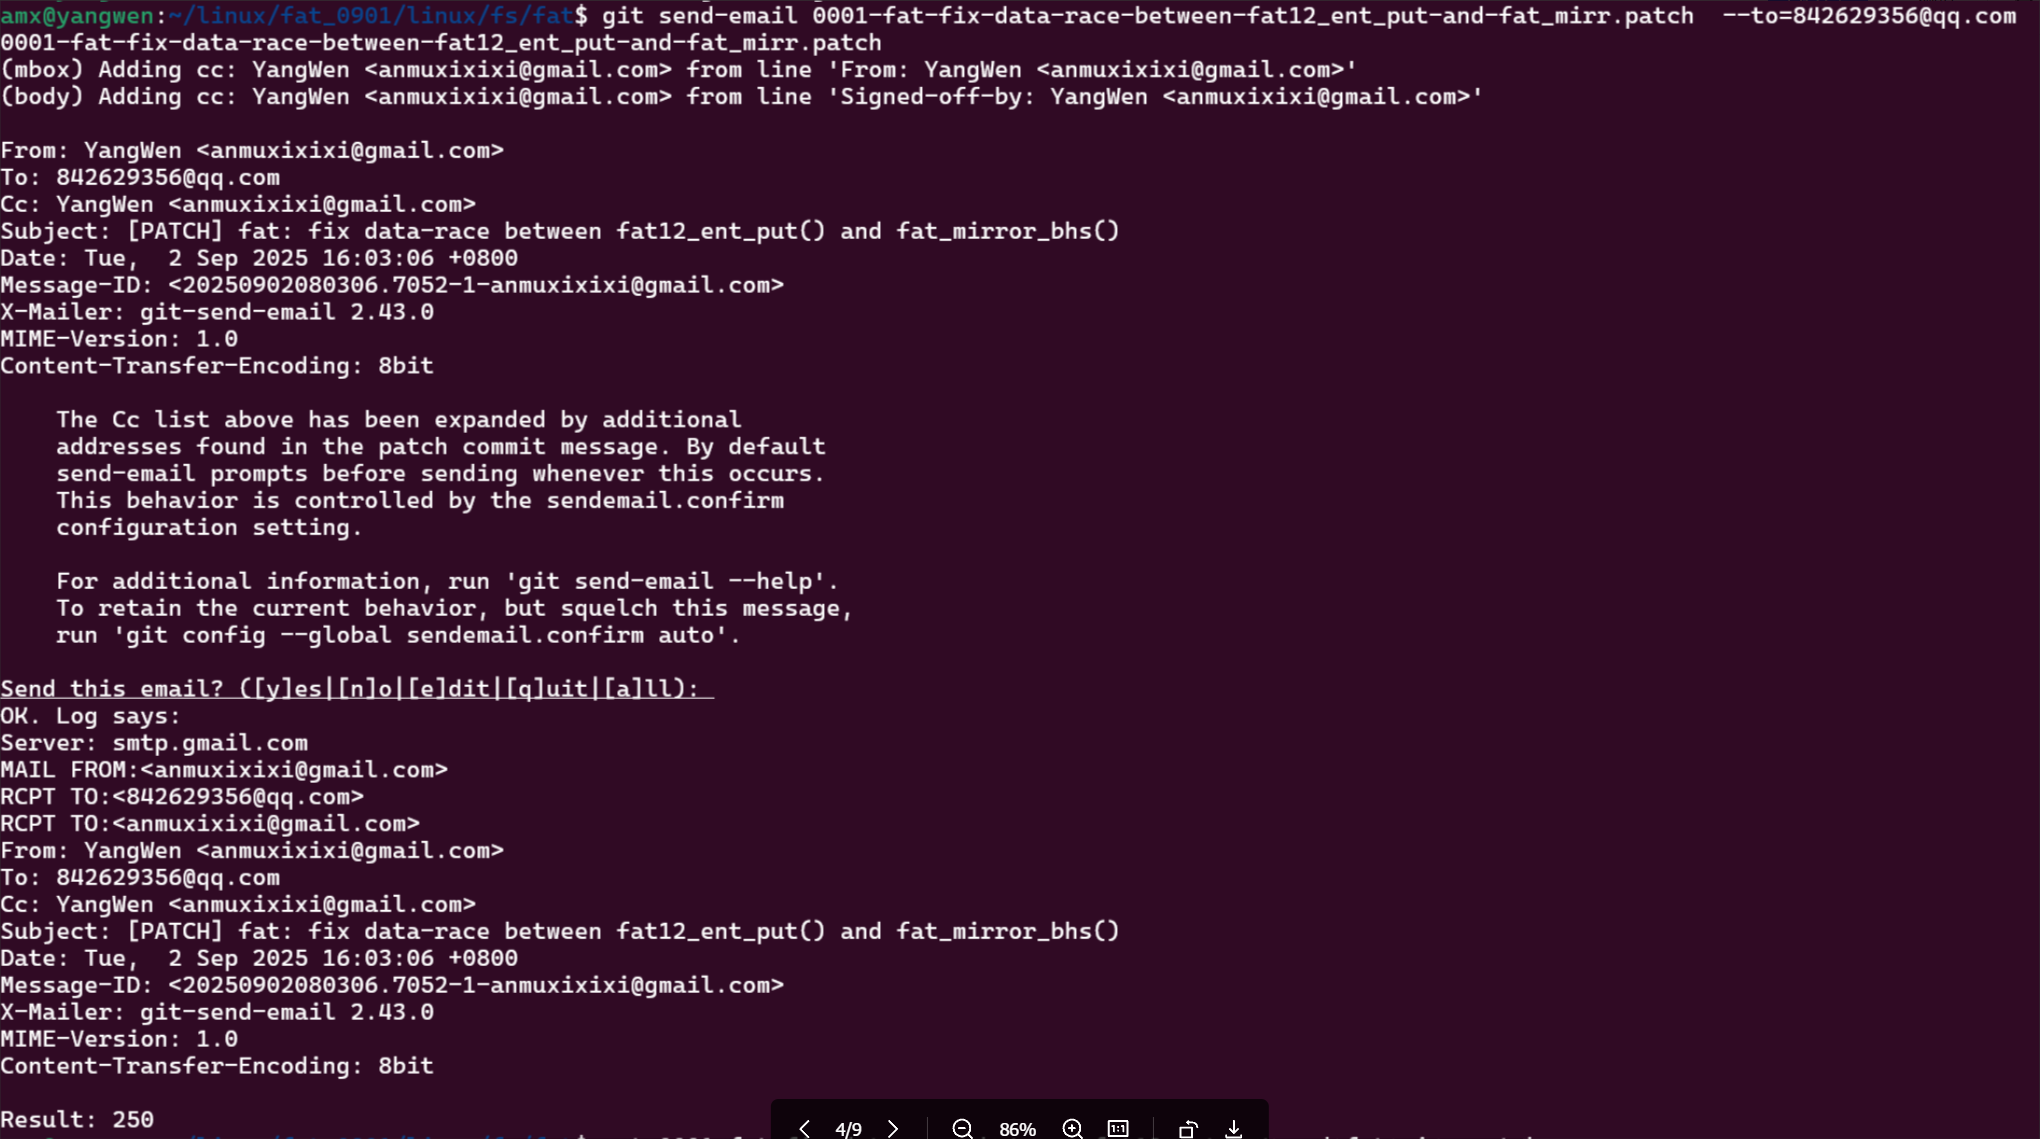 amx@yangwen:~/linux/fat_0901/linux/fs/fat$ git send-email 0001-fat-fix-data-race-between-fat12_ent_put-and-fat_mirr.patch  --to=842629356@qq.com
0001-fat-fix-data-race-between-fat12_ent_put-and-fat_mirr.patch
(mbox) Adding cc: YangWen <anmuxixixi@gmail.com> from line 'From: YangWen <anmuxixixi@gmail.com>'
(body) Adding cc: YangWen <anmuxixixi@gmail.com> from line 'Signed-off-by: YangWen <anmuxixixi@gmail.com>'

From: YangWen <anmuxixixi@gmail.com>
To: 842629356@qq.com
Cc: YangWen <anmuxixixi@gmail.com>
Subject: [PATCH] fat: fix data-race between fat12_ent_put() and fat_mirror_bhs()
Date: Tue,  2 Sep 2025 16:03:06 +0800
Message-ID: <20250902080306.7052-1-anmuxixixi@gmail.com>
X-Mailer: git-send-email 2.43.0
MIME-Version: 1.0
Content-Transfer-Encoding: 8bit

    The Cc list above has been expanded by additional
    addresses found in the patch commit message. By default
    send-email prompts before sending whenever this occurs.
    This behavior is controlled by the sendemail.confirm
    configuration setting.

    For additional information, run 'git send-email --help'.
    To retain the current behavior, but squelch this message,
    run 'git config --global sendemail.confirm auto'.

Send this email? ([y]es|[n]o|[e]dit|[q]uit|[a]ll):
OK. Log says:
Server: smtp.gmail.com
MAIL FROM:<anmuxixixi@gmail.com>
RCPT TO:<842629356@qq.com>
RCPT TO:<anmuxixixi@gmail.com>
From: YangWen <anmuxixixi@gmail.com>
To: 842629356@qq.com
Cc: YangWen <anmuxixixi@gmail.com>
Subject: [PATCH] fat: fix data-race between fat12_ent_put() and fat_mirror_bhs()
Date: Tue,  2 Sep 2025 16:03:06 +0800
Message-ID: <20250902080306.7052-1-anmuxixixi@gmail.com>
X-Mailer: git-send-email 2.43.0
MIME-Version: 1.0
Content-Transfer-Encoding: 8bit

Result: 250
4/9 86% 1:1